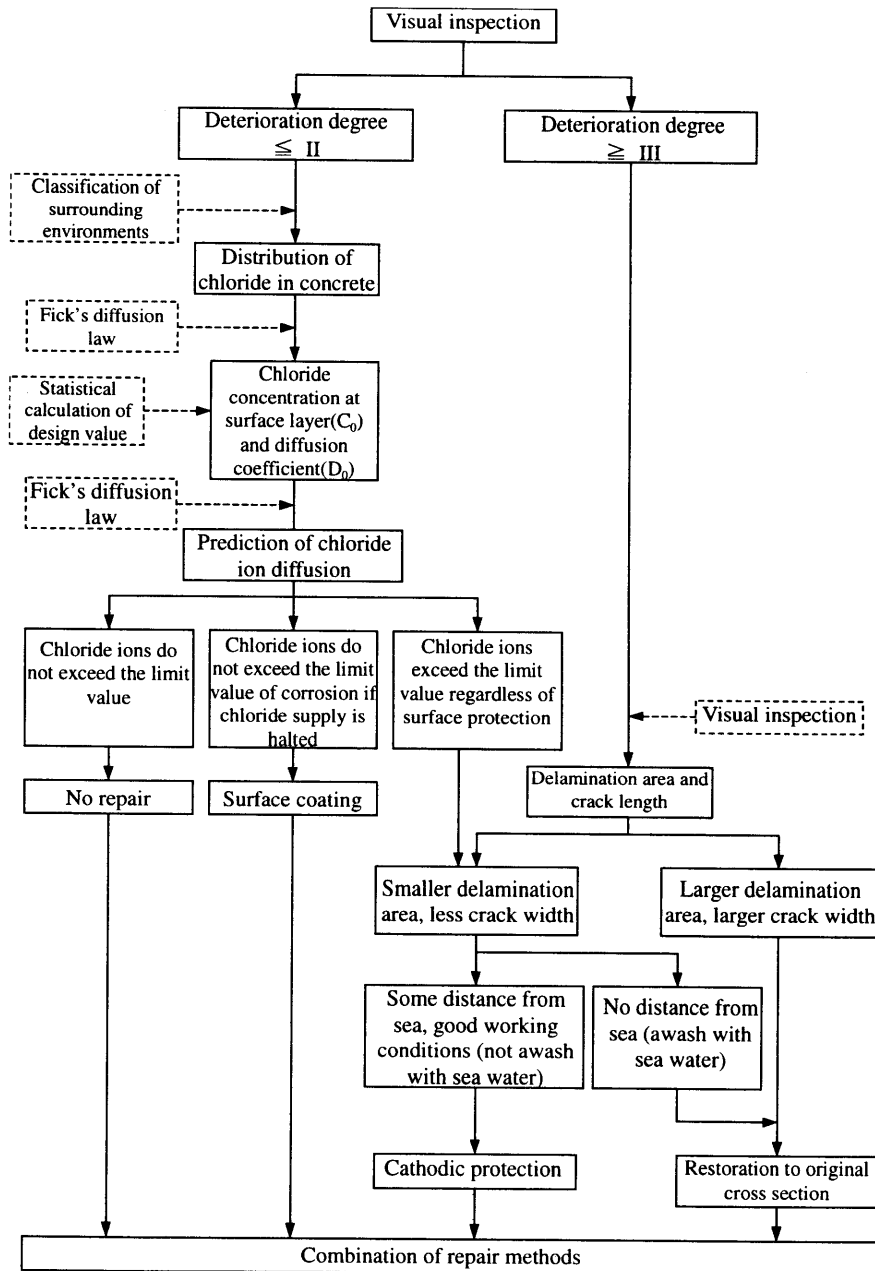 Visual inspection
Deterioration degree
≦ II
Deterioration degree
≧ III
Classification of
surrounding
environments
Distribution of
chloride in concrete
Fick's diffusion
law
Chloride
concentration at
surface layer(C₀)
and diffusion
coefficient(D₀)
Statistical
calculation of
design value
Fick's diffusion
law
Prediction of chloride
ion diffusion
Chloride ions do
not exceed the limit
value
Chloride ions do
not exceed the limit
value of corrosion if
chloride supply is
halted
Chloride ions
exceed the limit
value regardless of
surface protection
Visual inspection
No repair
Surface coating
Delamination area and
crack length
Smaller delamination
area, less crack width
Larger delamination
area, larger crack width
Some distance from
sea, good working
conditions (not awash
with sea water)
No distance from
sea (awash with
sea water)
Cathodic protection
Restoration to original
cross section
Combination of repair methods